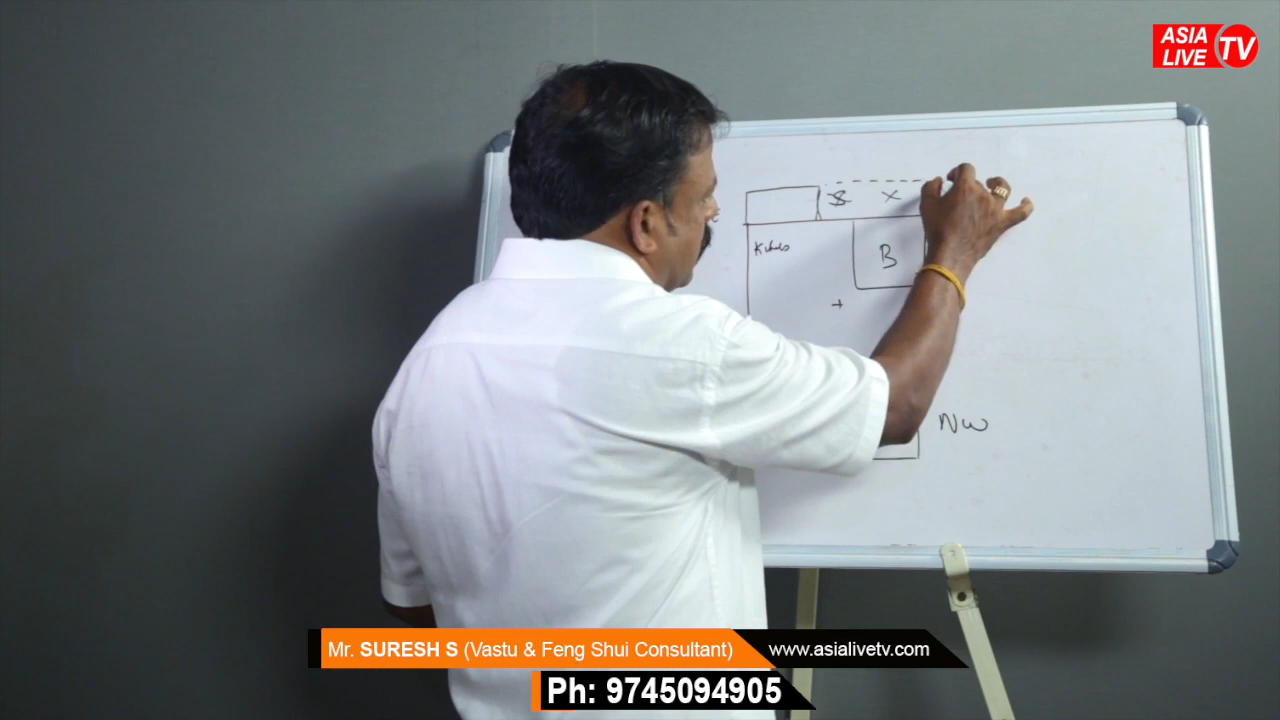 ASIA
LIVE TV
B
+
NW
Mr. SURESH S (Vastu & Feng Shui Consultant)
www.asialivetv.com
Ph: 9745094905